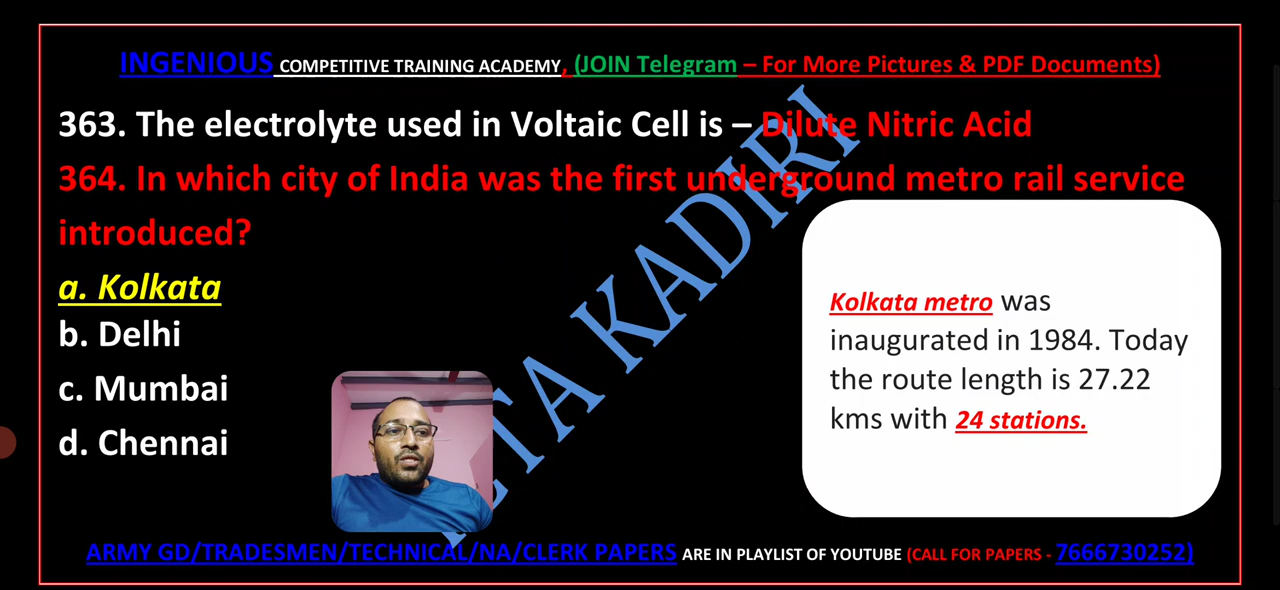 INGENIOUS COMPETITIVE TRAINING ACADEMY, (JOIN Telegram – For More Pictures & PDF Documents)
363. The electrolyte used in Voltaic Cell is – Dilute Nitric Acid
364. In which city of India was the first underground metro rail service
introduced?
a. Kolkata
b. Delhi
c. Mumbai
d. Chennai
Kolkata metro was
inaugurated in 1984. Today
the route length is 27.22
kms with 24 stations.
KADIRI
ARMY GD/TRADESMEN/TECHNICAL/NA/CLERK PAPERS ARE IN PLAYLIST OF YOUTUBE (CALL FOR PAPERS - 7666730252)